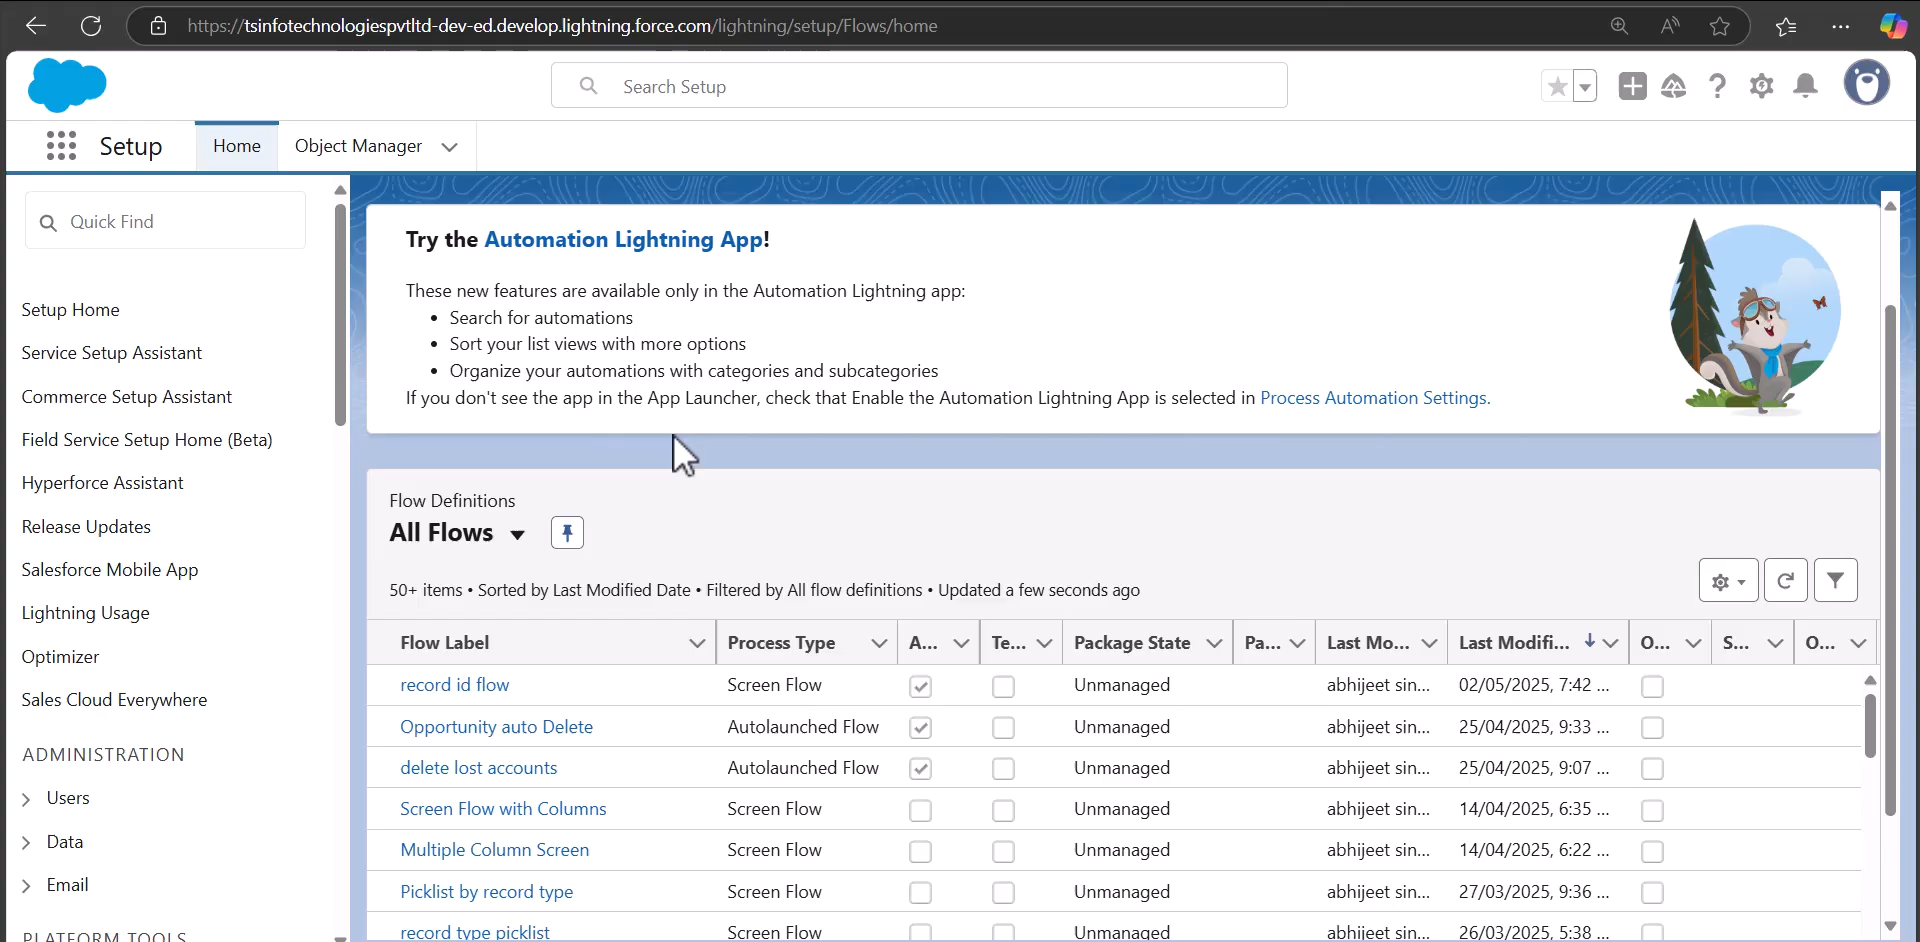 https://tsinfotechnologiespvtltd-dev-ed.develop.lightning.force.com/lightning/setup/Flows/home
Search Setup
Setup
Home
Object Manager
Quick Find
Setup Home
Service Setup Assistant
Commerce Setup Assistant
Field Service Setup Home (Beta)
Hyperforce Assistant
Release Updates
Salesforce Mobile App
Lightning Usage
Optimizer
Sales Cloud Everywhere
ADMINISTRATION
Users
Data
Email
PLATFORM TOOLS
Try the Automation Lightning App!
These new features are available only in the Automation Lightning app:
• Search for automations
• Sort your list views with more options
• Organize your automations with categories and subcategories
If you don't see the app in the App Launcher, check that Enable the Automation Lightning App is selected in Process Automation Settings.
Flow Definitions
All Flows
50+ items • Sorted by Last Modified Date • Filtered by All flow definitions • Updated a few seconds ago
Flow Label Process Type A... Te... Package State Pa... Last Mo... Last Modifi... O... S... O...
record id flow Screen Flow Unmanaged abhijeet sin... 02/05/2025, 7:42 ...
Opportunity auto Delete Autolaunched Flow Unmanaged abhijeet sin... 25/04/2025, 9:33 ...
delete lost accounts Autolaunched Flow Unmanaged abhijeet sin... 25/04/2025, 9:07 ...
Screen Flow with Columns Screen Flow Unmanaged abhijeet sin... 14/04/2025, 6:35 ...
Multiple Column Screen Screen Flow Unmanaged abhijeet sin... 14/04/2025, 6:22 ...
Picklist by record type Screen Flow Unmanaged abhijeet sin... 27/03/2025, 9:36 ...
record type picklist Screen Flow Unmanaged abhijeet sin... 26/03/2025, 5:38 ...